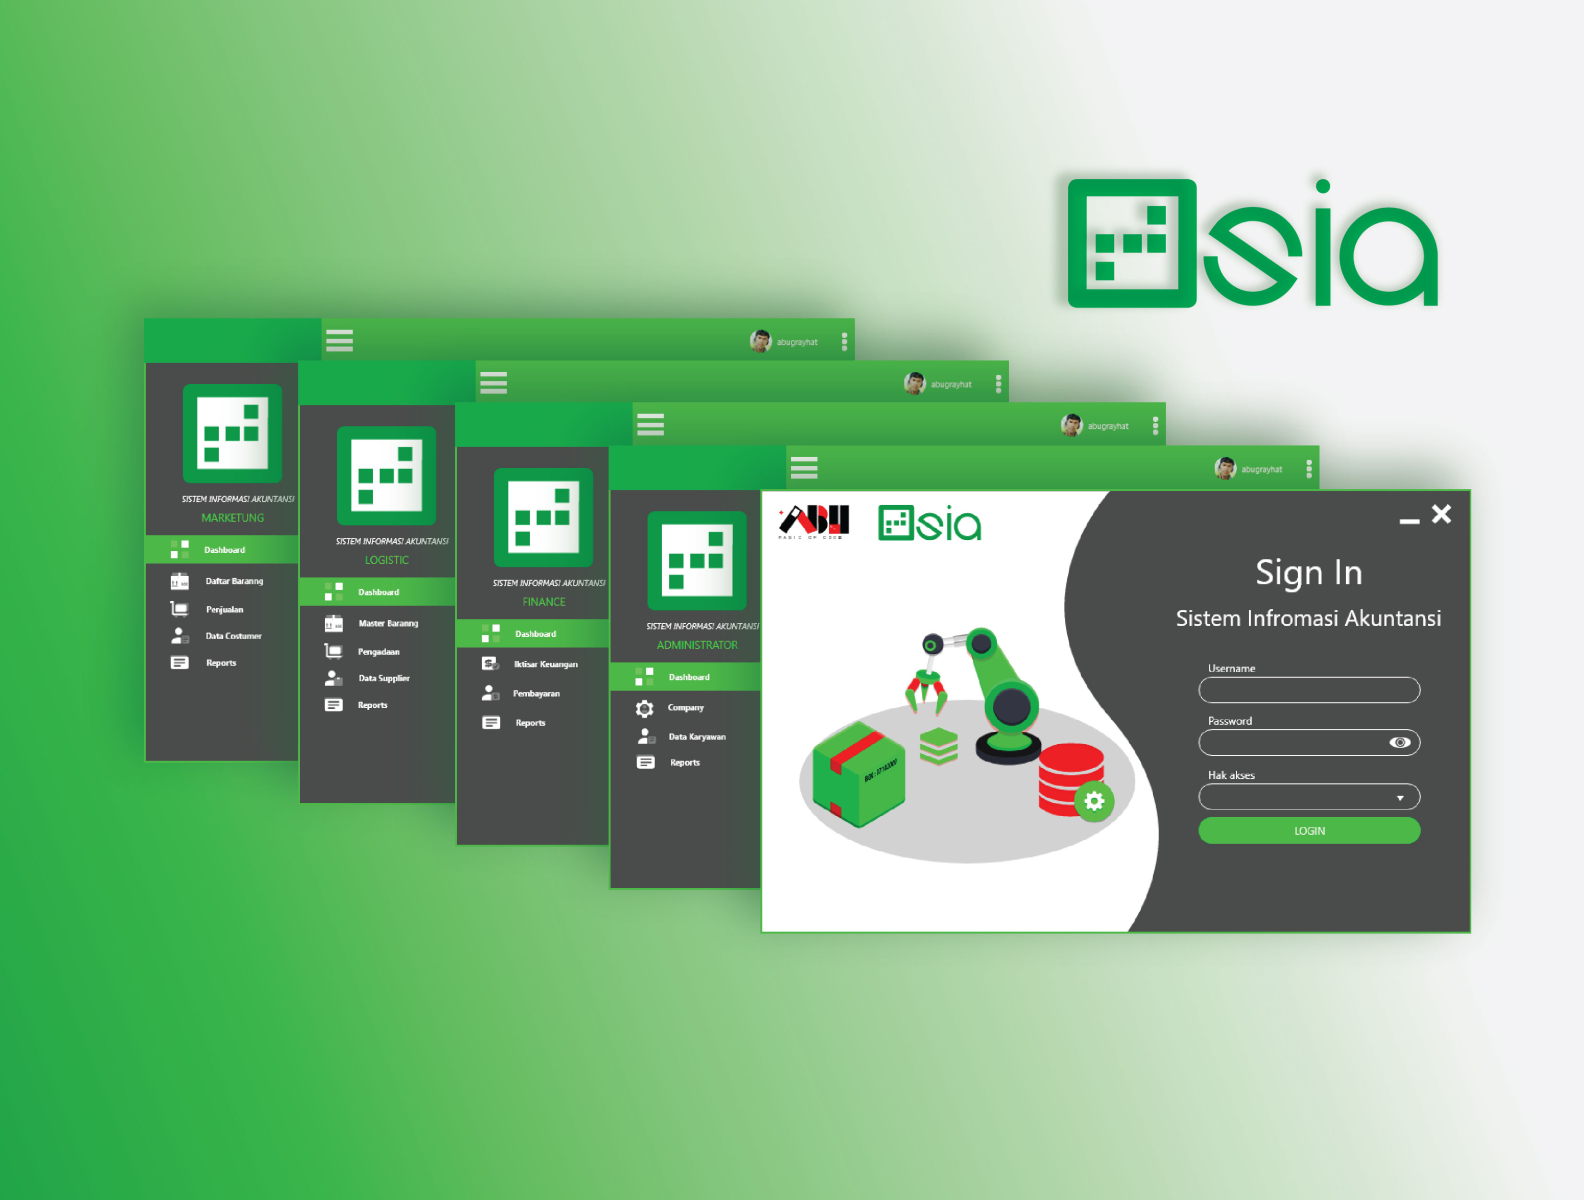 sia
abugrayhat
SISTEM INFORMASI AKUNTANSI
MARKETUNG
Dashboard
Daftar Baranng
Penjualan
Data Costumer
Reports
abugrayhat
SISTEM INFORMASI AKUNTANSI
LOGISTIC
Dashboard
Master Baranng
Pengadaan
Data Supplier
Reports
abugrayhat
SISTEM INFORMASI AKUNTANSI
FINANCE
Dashboard
Iktisar Keuangan
Pembayaran
Reports
abugrayhat
SISTEM INFORMASI AKUNTANSI
ADMINISTRATOR
Dashboard
Company
Data Karyawan
Reports
ABU
MAGIC OF CODE
sia
Sign In
Sistem Infromasi Akuntansi
Username
Password
Hak akses
LOGIN